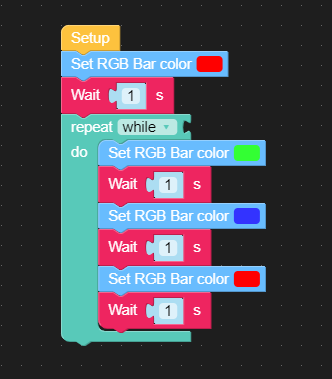 Setup
Set RGB Bar color
Wait 1 s
repeat while
do Set RGB Bar color
Wait 1 s
Set RGB Bar color
Wait 1 s
Set RGB Bar color
Wait 1 s